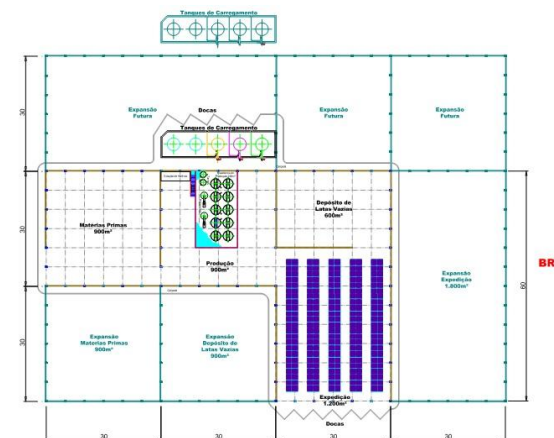 Tanques de Carregamento
30
Expansão
Futura
Docas
Tanques de Carregamento
Expansão
Futura
Expansão
Futura
Matérias Primas
900m²
Depósito de
Latas Vazias
600m²
Produção
900m²
Expansão
Expedição
1.800m²
BR
30
60
30
Expansão
Matérias Primas
900m²
Expansão
Depósito de
Latas Vazias
900m²
Expedição
1.200m²
Docas
30
30
30
30